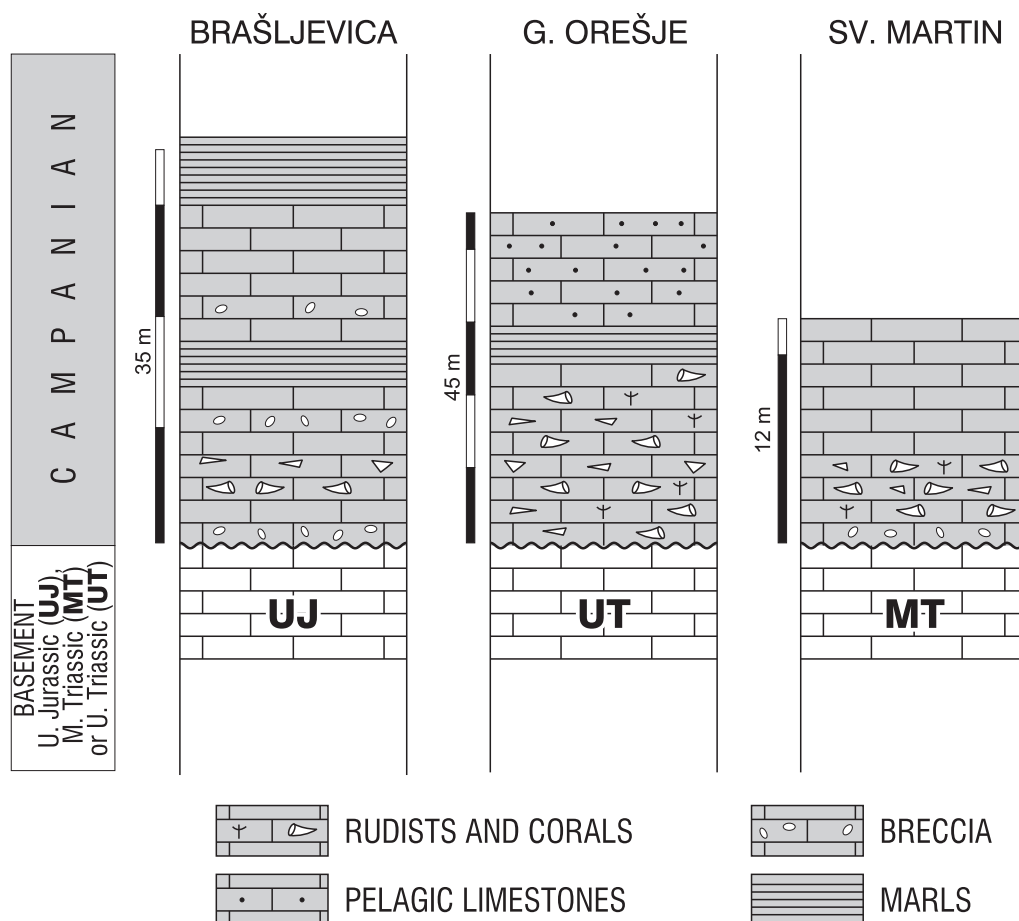 BRAŠLJEVICA
G. OREŠJE
SV. MARTIN
CAMPANIAN
35 m
45 m
12 m
BASEMENT
U. Jurassic (UJ),
M. Triassic (MT)
or U. Triassic (UT)
UJ
UT
MT
RUDISTS AND CORALS
BRECCIA
PELAGIC LIMESTONES
MARLS